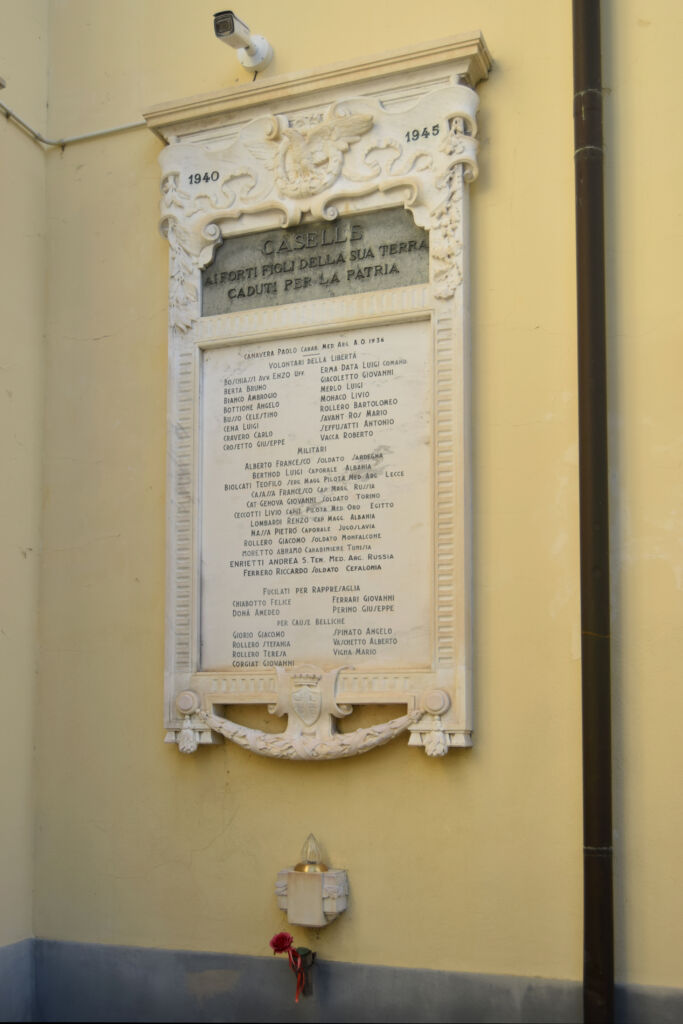 1940
1945
CASELLE
AI FORTI FIGLI DELLA SUA TERRA
CADUTI PER LA PATRIA
CANAVERA PAOLO CARAB. MED. ARG. A.O. 1936
VOLONTARI DELLA LIBERTÀ
BOSCHIASSI AVV. ENZO UFF.
BERTA BRUNO
BIANCO AMBROGIO
BOTTIONE ANGELO
BUSSO CELESTINO
CENA LUIGI
CRAVERO CARLO
CROSETTO GIUSEPPE
ERMA DATA LUIGI COMAND.
GIACOLETTO GIOVANNI
MERLO LUIGI
MONACO LIVIO
ROLLERO BARTOLOMEO
SAVANT ROS MARIO
SEFFUSATTI ANTONIO
VACCA ROBERTO
MILITARI
ALBERTO FRANCESCO SOLDATO SARDEGNA
BERTHOD LUIGI CAPORALE ALBANIA
BIOLCATI TEOFILO SERG. MAGG. PILOTA MED. ARG. LECCE
CASASSA FRANCESCO CAP. MAGG. RUSSIA
CAT GENOVA GIOVANNI SOLDATO TORINO
CECCOTTI LIVIO CAPIT. PILOTA MED. ORO EGITTO
LOMBARDI RENZO CAP. MAGG. ALBANIA
MASSA PIETRO CAPORALE JUGOSLAVIA
ROLLERO GIACOMO SOLDATO MONFALCONE
MORETTO ABRAMO CARABINIERE TUNISIA
ENRIETTI ANDREA S. TEN. MED. ARG. RUSSIA
FERRERO RICCARDO SOLDATO CEFALONIA
FUCILATI PER RAPPRESAGLIA
CHIABOTTO FELICE
DONÀ AMEDEO
FERRARI GIOVANNI
PERINO GIUSEPPE
PER CAUSE BELLICHE
GIORIO GIACOMO
ROLLERO STEFANIA
ROLLERO TERESA
CORGIAT GIOVANNI
SPINATO ANGELO
VASCHETTO ALBERTO
VIGNA MARIO